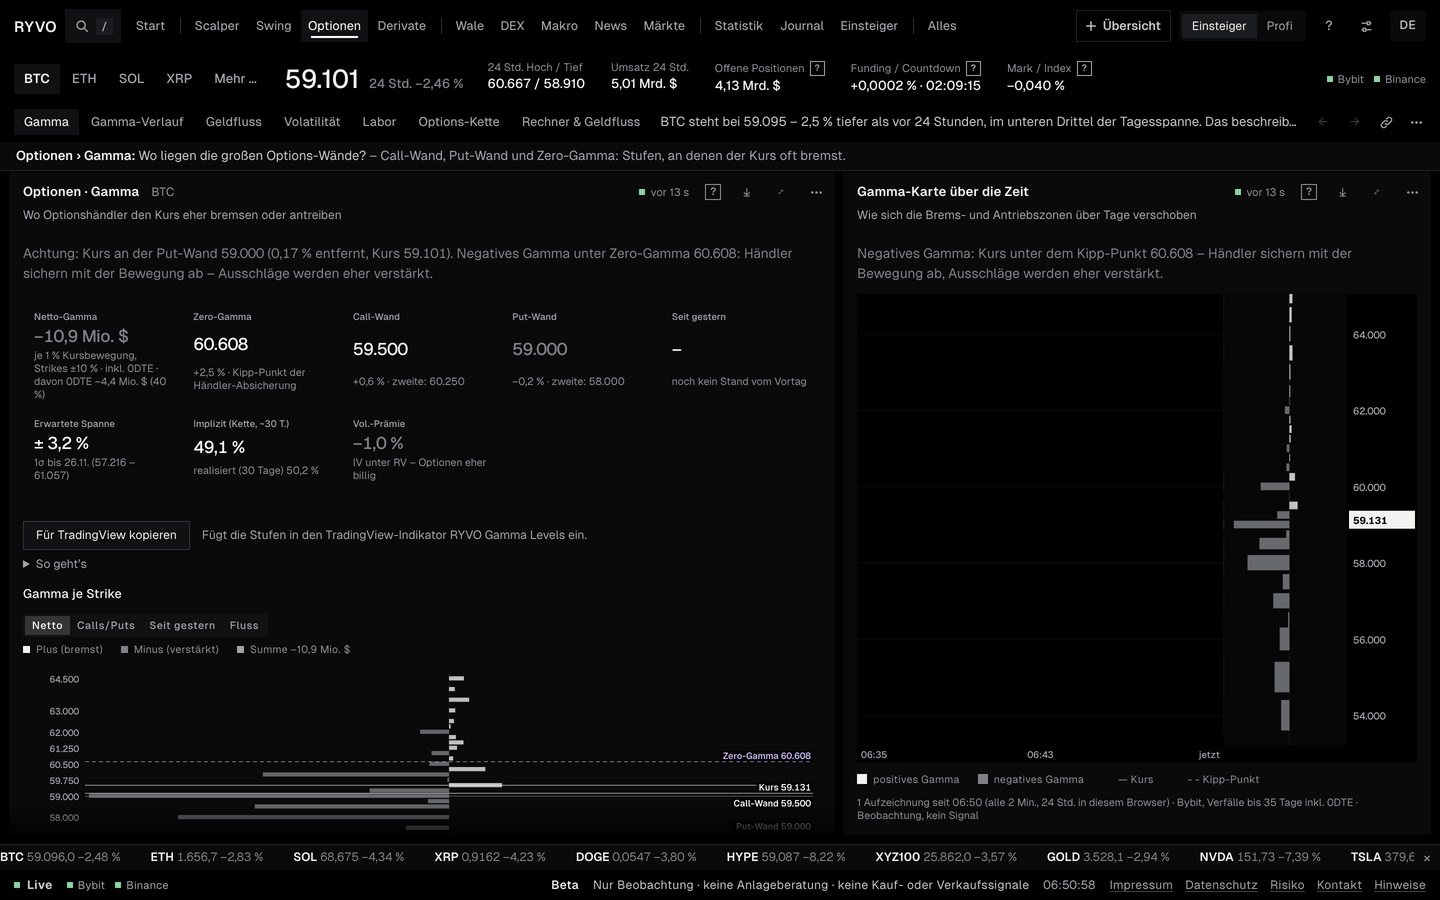 RYVO / Start Scalper Swing Optionen Derivate Wale DEX Makro News Märkte Statistik Journal Einsteiger Alles + Übersicht Einsteiger Profi ? DE
BTC ETH SOL XRP Mehr ... 59.101 24 Std. −2,46 %
24 Std. Hoch / Tief
60.667 / 58.910
Umsatz 24 Std.
5,01 Mrd. $
Offene Positionen ?
4,13 Mrd. $
Funding / Countdown ?
+0,0002 % · 02:09:15
Mark / Index ?
−0,040 %
Bybit Binance
Gamma Gamma-Verlauf Geldfluss Volatilität Labor Options-Kette Rechner & Geldfluss BTC steht bei 59.095 – 2,5 % tiefer als vor 24 Stunden, im unteren Drittel der Tagesspanne. Das beschreib...
Optionen › Gamma: Wo liegen die großen Options-Wände? – Call-Wand, Put-Wand und Zero-Gamma: Stufen, an denen der Kurs oft bremst.
Optionen · Gamma BTC vor 13 s ?
Wo Optionshändler den Kurs eher bremsen oder antreiben
Achtung: Kurs an der Put-Wand 59.000 (0,17 % entfernt, Kurs 59.101). Negatives Gamma unter Zero-Gamma 60.608: Händler
sichern mit der Bewegung ab – Ausschläge werden eher verstärkt.
Netto-Gamma
−10,9 Mio. $
je 1 % Kursbewegung,
Strikes ±10 % · inkl. 0DTE ·
davon 0DTE −4,4 Mio. $ (40
%)
Zero-Gamma
60.608
+2,5 % · Kipp-Punkt der
Händler-Absicherung
Call-Wand
59.500
+0,6 % · zweite: 60.250
Put-Wand
59.000
−0,2 % · zweite: 58.000
Seit gestern
–
noch kein Stand vom Vortag
Erwartete Spanne
± 3,2 %
1σ bis 26.11. (57.216 –
61.057)
Implizit (Kette, ~30 T.)
49,1 %
realisiert (30 Tage) 50,2 %
Vol.-Prämie
−1,0 %
IV unter RV – Optionen eher
billig
Für TradingView kopieren Fügt die Stufen in den TradingView-Indikator RYVO Gamma Levels ein.
So geht's
Gamma je Strike
Netto Calls/Puts Seit gestern Fluss
Plus (bremst) Minus (verstärkt) Summe −10,9 Mio. $
64.500
63.000
62.000
61.250
60.500
59.750
59.000
58.000
Zero-Gamma 60.608
Kurs 59.131
Call-Wand 59.500
Put-Wand 59.000
Gamma-Karte über die Zeit vor 13 s ?
Wie sich die Brems- und Antriebszonen über Tage verschoben
Negatives Gamma: Kurs unter dem Kipp-Punkt 60.608 – Händler sichern mit der
Bewegung ab, Ausschläge werden eher verstärkt.
64.000
62.000
60.000
59.131
58.000
56.000
54.000
06:35 06:43 jetzt
positives Gamma negatives Gamma — Kurs - - Kipp-Punkt
1 Aufzeichnung seit 06:50 (alle 2 Min., 24 Std. in diesem Browser) · Bybit, Verfälle bis 35 Tage inkl. 0DTE ·
Beobachtung, kein Signal
BTC 59.096,0 −2,48 % ETH 1.656,7 −2,83 % SOL 68,675 −4,34 % XRP 0,9162 −4,23 % DOGE 0,0547 −3,80 % HYPE 59,087 −8,22 % XYZ100 25.862,0 −3,57 % GOLD 3.528,1 −2,94 % NVDA 151,73 −7,39 % TSLA 379,6 ×
Live Bybit Binance Beta Nur Beobachtung · keine Anlageberatung · keine Kauf- oder Verkaufssignale 06:50:58 Impressum Datenschutz Risiko Kontakt Hinweise